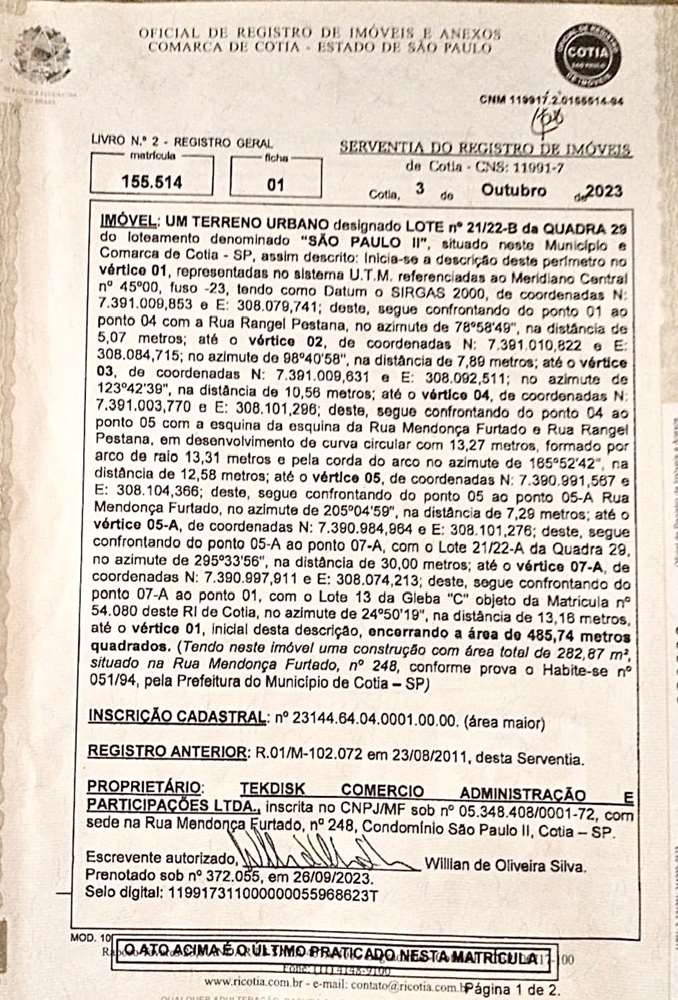 OFICIAL DE REGISTRO DE IMÓVEIS E ANEXOS
COMARCA DE COTIA - ESTADO DE SÃO PAULO
COTIA
SÃO PAULO
CNM 119917.2.0155514-94
LIVRO N.º 2 - REGISTRO GERAL
SERVENTIA DO REGISTRO DE IMÓVEIS
matrícula
ficha
de Cotia - CNS: 11991-7
155.514
01
Cotia, 3 de Outubro de 2023
IMÓVEL: UM TERRENO URBANO designado LOTE nº 21/22-B da QUADRA 29
do loteamento denominado "SÃO PAULO II", situado neste Município e
Comarca de Cotia - SP, assim descrito: Inicia-se a descrição deste perímetro no
vértice 01, representadas no sistema U.T.M. referenciadas ao Meridiano Central
nº 45º00, fuso -23, tendo como Datum o SIRGAS 2000, de coordenadas N:
7.391.009,853 e E: 308.079,741; deste, segue confrontando do ponto 01 ao
ponto 04 com a Rua Rangel Pestana, no azimute de 78º58'49", na distância de
5,07 metros; até o vértice 02, de coordenadas N: 7.391.010,822 e E:
308.084,715; no azimute de 98º40'58", na distância de 7,89 metros; até o vértice
03, de coordenadas N: 7.391.009,631 e E: 308.092,511; no azimute de
123º42'39", na distância de 10,56 metros; até o vértice 04, de coordenadas N:
7.391.003,770 e E: 308.101,296; deste, segue confrontando do ponto 04 ao
ponto 05 com a esquina da esquina da Rua Mendonça Furtado e Rua Rangel
Pestana, em desenvolvimento de curva circular com 13,27 metros, formado por
arco de raio 13,31 metros e pela corda do arco no azimute de 165º52'42", na
distância de 12,58 metros; até o vértice 05, de coordenadas N: 7.390.991,567 e
E: 308.104,366; deste, segue confrontando do ponto 05 ao ponto 05-A Rua
Mendonça Furtado, no azimute de 205º04'59", na distância de 7,29 metros; até o
vértice 05-A, de coordenadas N: 7.390.984,964 e E: 308.101,276; deste, segue
confrontando do ponto 05-A ao ponto 07-A, com o Lote 21/22-A da Quadra 29,
no azimute de 295º33'56", na distância de 30,00 metros; até o vértice 07-A, de
coordenadas N: 7.390.997,911 e E: 308.074,213; deste, segue confrontando do
ponto 07-A ao ponto 01, com o Lote 13 da Gleba "C" objeto da Matricula nº
54.080 deste RI de Cotia, no azimute de 24º50'19", na distância de 13,16 metros,
até o vértice 01, inicial desta descrição, encerrando a área de 485,74 metros
quadrados. (Tendo neste imóvel uma construção com área total de 282,87 m²,
situado na Rua Mendonça Furtado, nº 248, conforme prova o Habite-se nº
051/94, pela Prefeitura do Município de Cotia – SP)
INSCRIÇÃO CADASTRAL: nº 23144.64.04.0001.00.00. (área maior)
REGISTRO ANTERIOR: R.01/M-102.072 em 23/08/2011, desta Serventia.
PROPRIETÁRIO: TEKDISK COMERCIO ADMINISTRAÇÃO E
PARTICIPAÇÕES LTDA., inscrita no CNPJ/MF sob nº 05.348.408/0001-72, com
sede na Rua Mendonça Furtado, nº 248, Condomínio São Paulo II, Cotia – SP.
Escrevente autorizado, Willian de Oliveira Silva.
Prenotado sob nº 372.055, em 26/09/2023.
Selo digital: 1199173110000000055968623T
MOD. 10
O ATO ACIMA É O ÚLTIMO PRATICADO NESTA MATRÍCULA
www.ricotia.com.br - e-mail: contato@ricotia.com.b
Página 1 de 2.